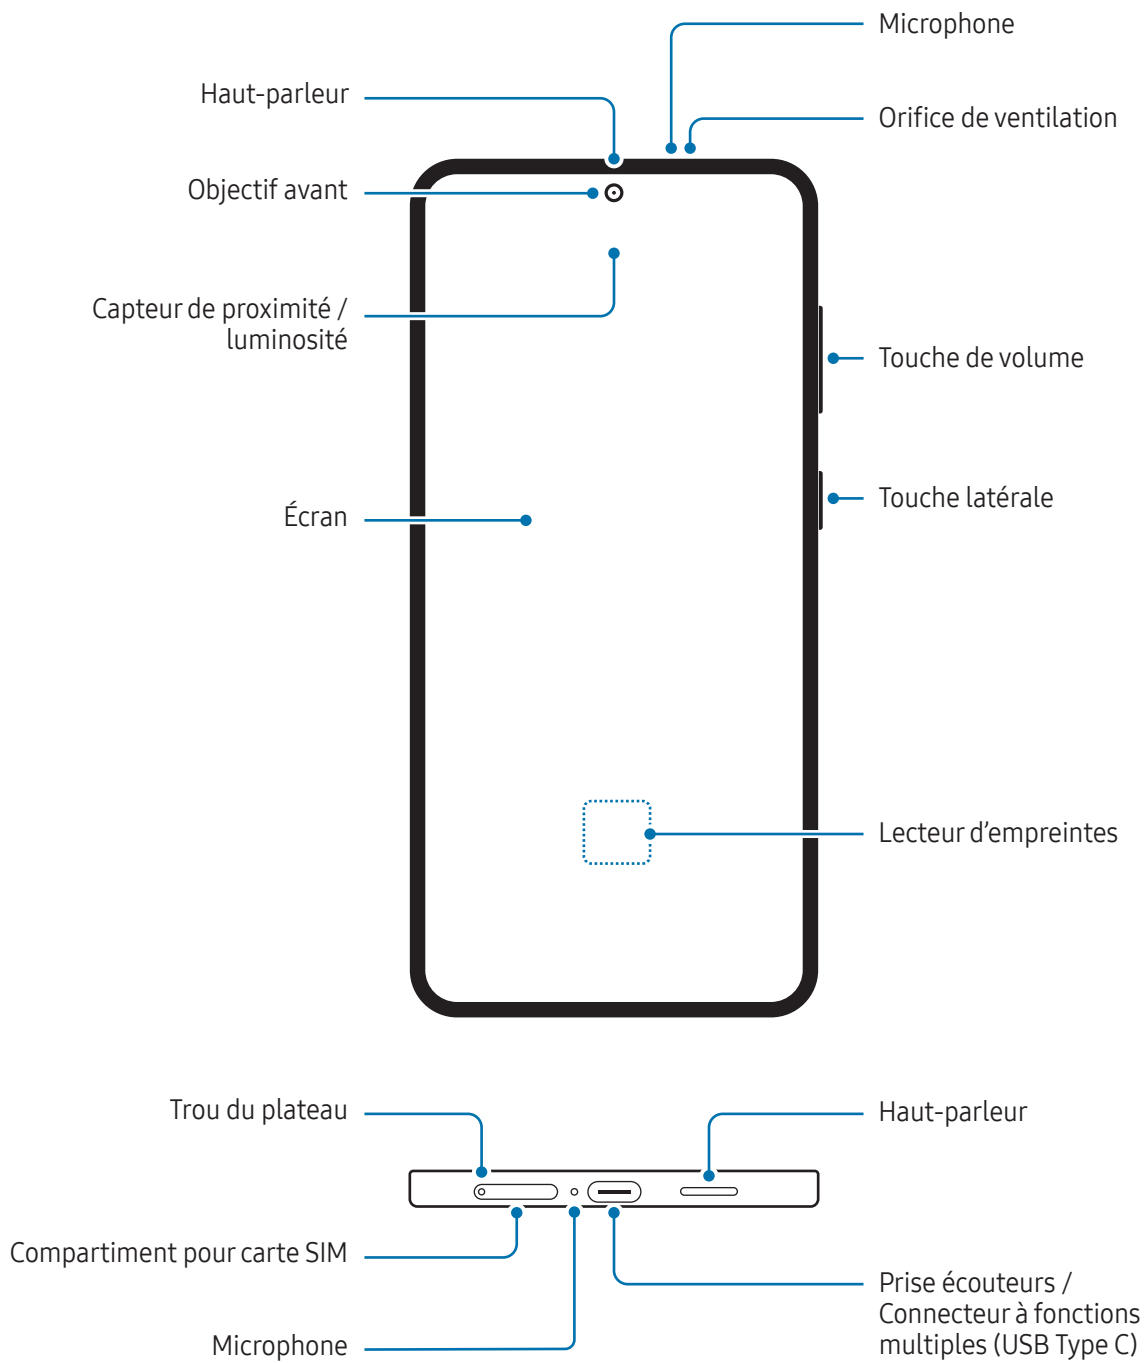 Microphone
Haut-parleur
Orifice de ventilation
Objectif avant
Capteur de proximité /
luminosité
Touche de volume
Touche latérale
Écran
Lecteur d’empreintes
Trou du plateau
Haut-parleur
Compartiment pour carte SIM
Prise écouteurs /
Connecteur à fonctions
multiples (USB Type C)
Microphone